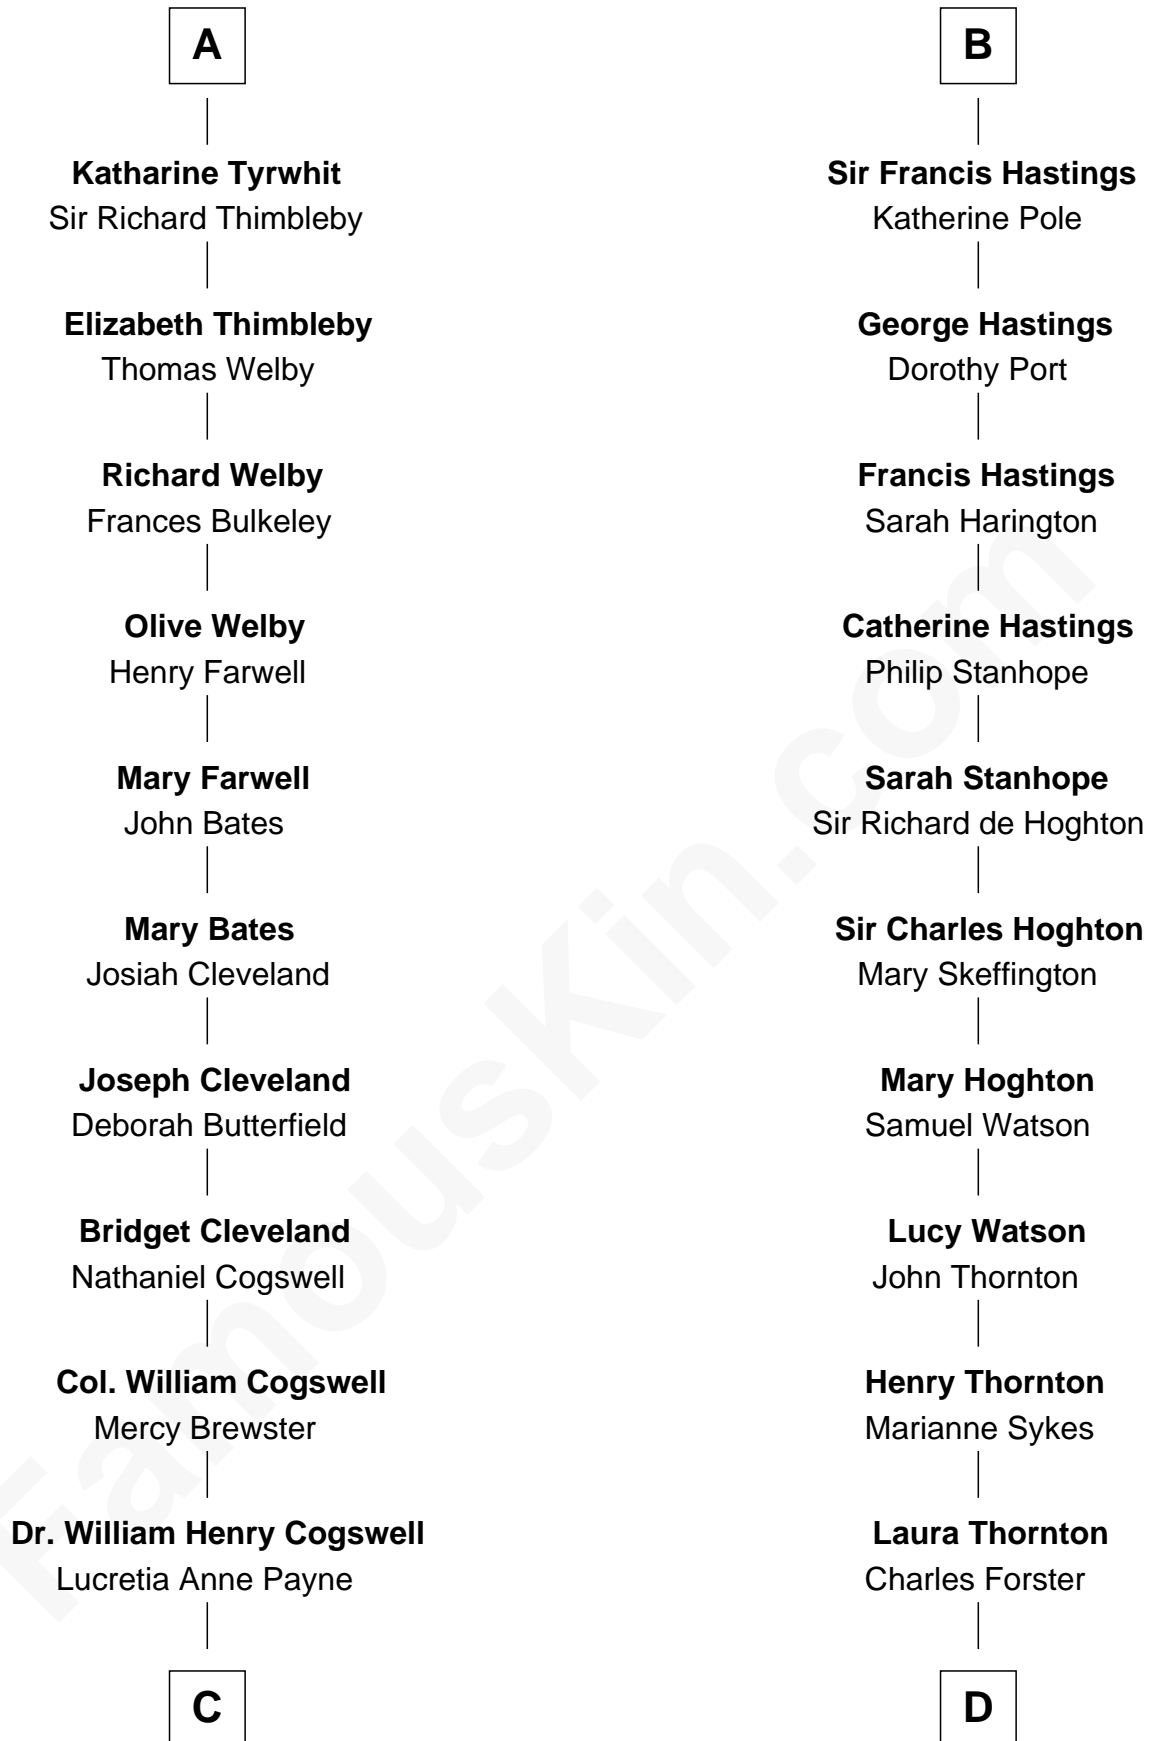 A
Katharine Tyrwhit
Sir Richard Thimbleby
Elizabeth Thimbleby
Thomas Welby
Richard Welby
Frances Bulkeley
Olive Welby
Henry Farwell
Mary Farwell
John Bates
Mary Bates
Josiah Cleveland
Joseph Cleveland
Deborah Butterfield
Bridget Cleveland
Nathaniel Cogswell
Col. William Cogswell
Mercy Brewster
Dr. William Henry Cogswell
Lucretia Anne Payne
C
B
Sir Francis Hastings
Katherine Pole
George Hastings
Dorothy Port
Francis Hastings
Sarah Harington
Catherine Hastings
Philip Stanhope
Sarah Stanhope
Sir Richard de Hoghton
Sir Charles Hoghton
Mary Skeffington
Mary Hoghton
Samuel Watson
Lucy Watson
John Thornton
Henry Thornton
Marianne Sykes
Laura Thornton
Charles Forster
D
FamousKin.com